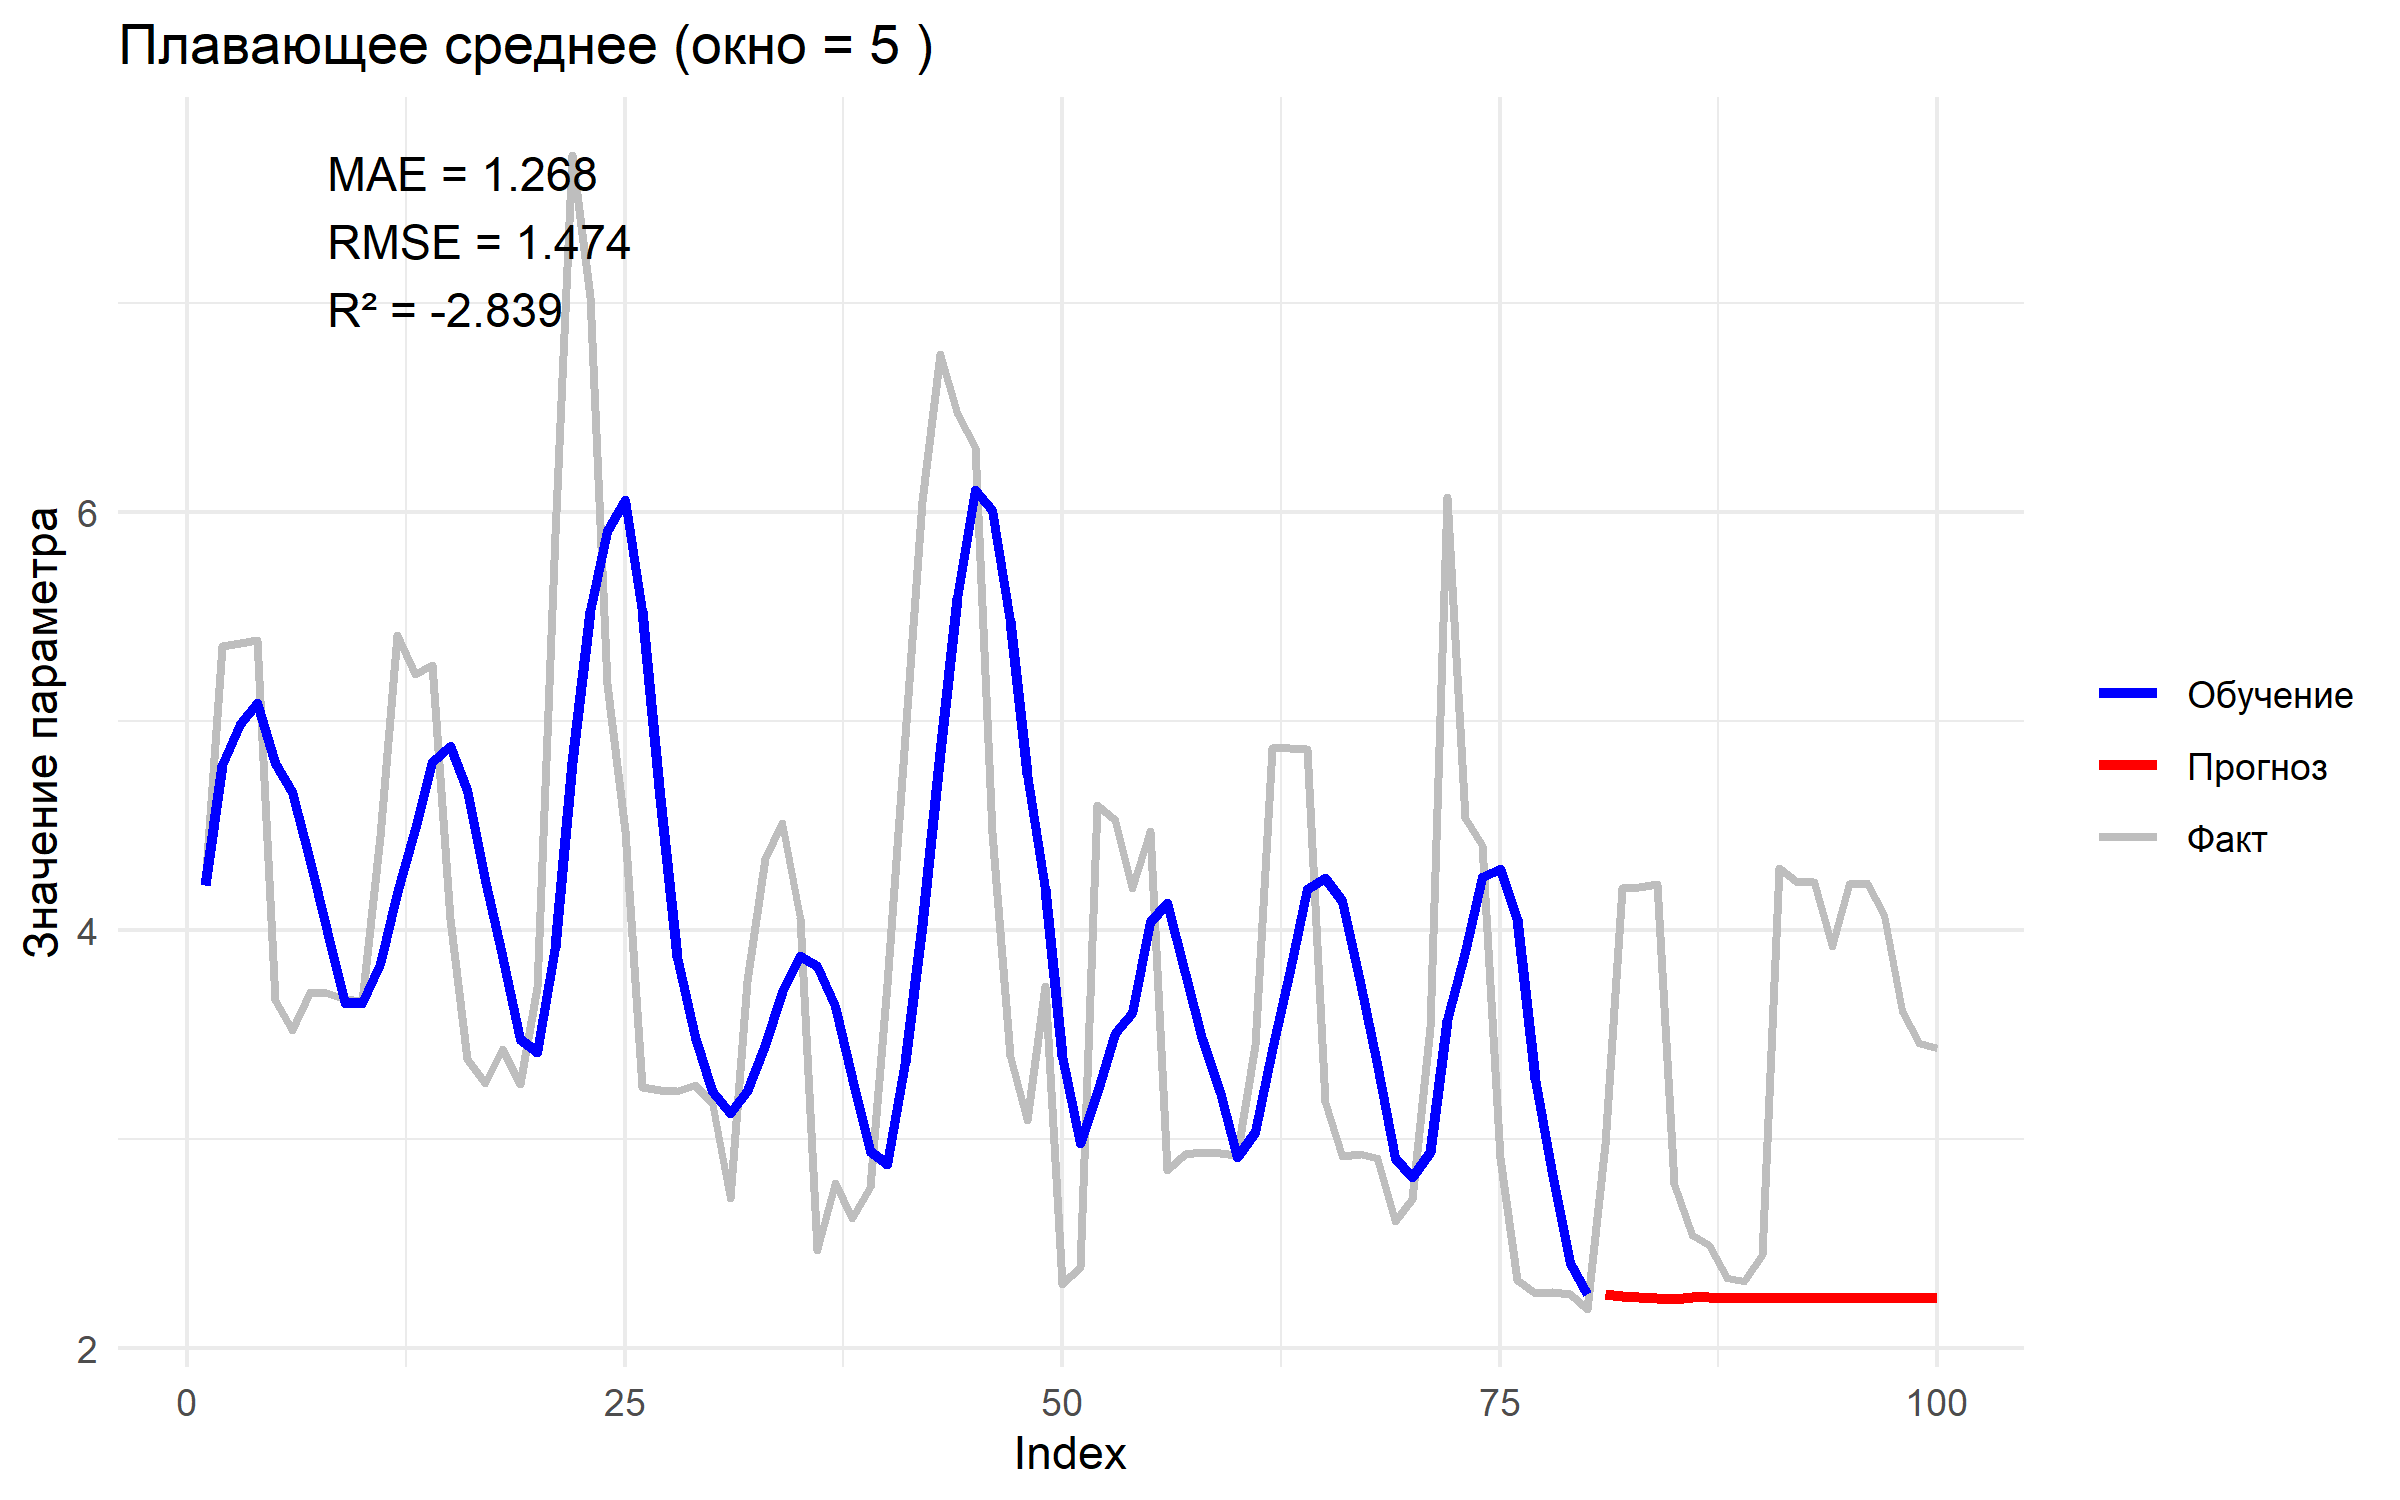 Плавающее среднее (окно = 5 )
MAE = 1.268
RMSE = 1.474
R² = -2.839
Значение параметра
6
4
2
0
25
50
75
100
Index
Обучение
Прогноз
Факт